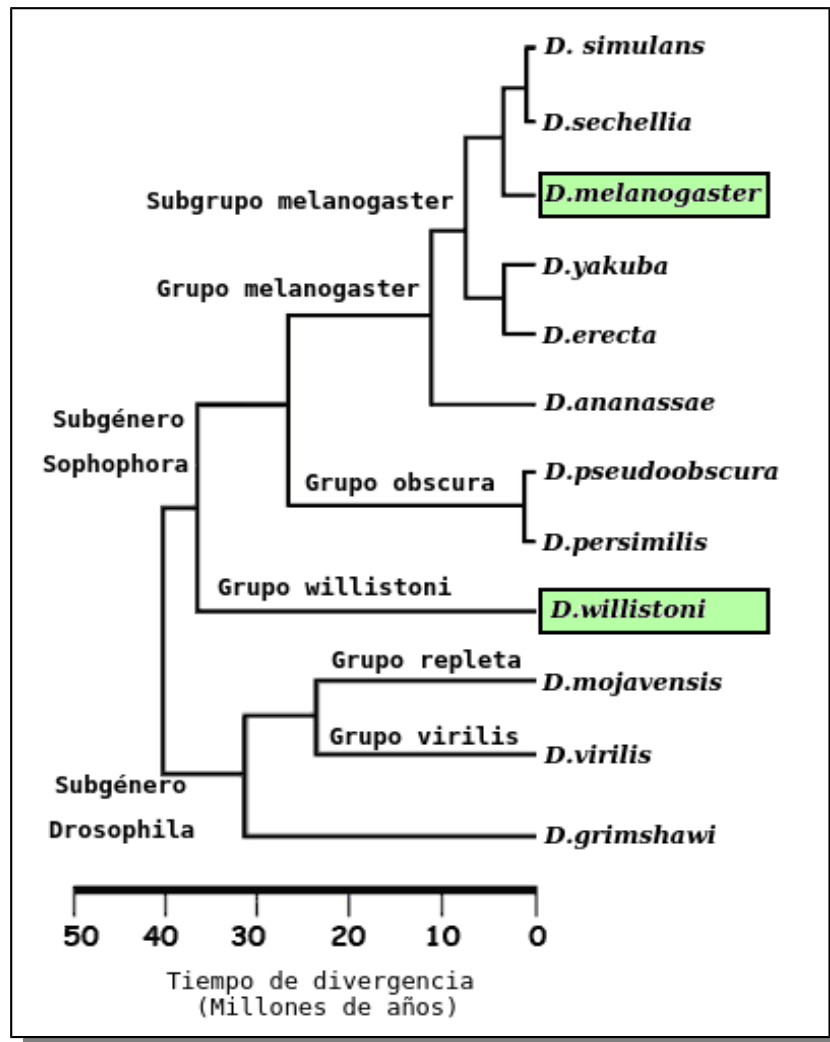 D. simulans
D.sechellia
D.melanogaster
Subgrupo melanogaster
D.yakuba
Grupo melanogaster
D.erecta
D.ananassae
Subgénero
Sophophora
D.pseudoobscura
Grupo obscura
D.persimilis
Grupo willistoni
D.willistoni
Grupo repleta
D.mojavensis
Grupo virilis
D.virilis
Subgénero
Drosophila
D.grimshawi
50 40 30 20 10 0
Tiempo de divergencia
(Millones de años)